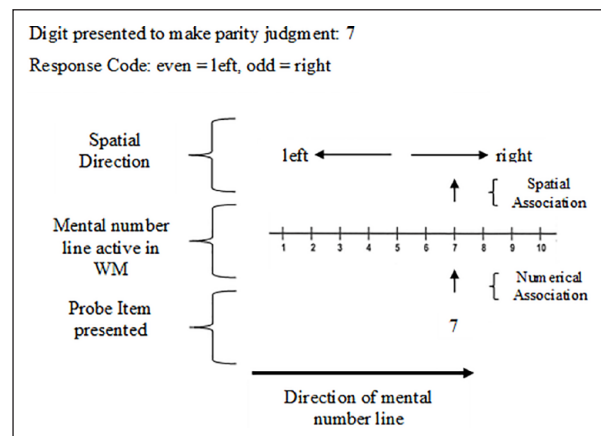 Digit presented to make parity judgment: 7
Response Code: even = left, odd = right
Spatial
Direction
left
right
Spatial
Association
Mental number
line active in
WM
1 2 3 4 5 6 7 8 9 10
Numerical
Association
Probe Item
presented
7
Direction of mental
number line